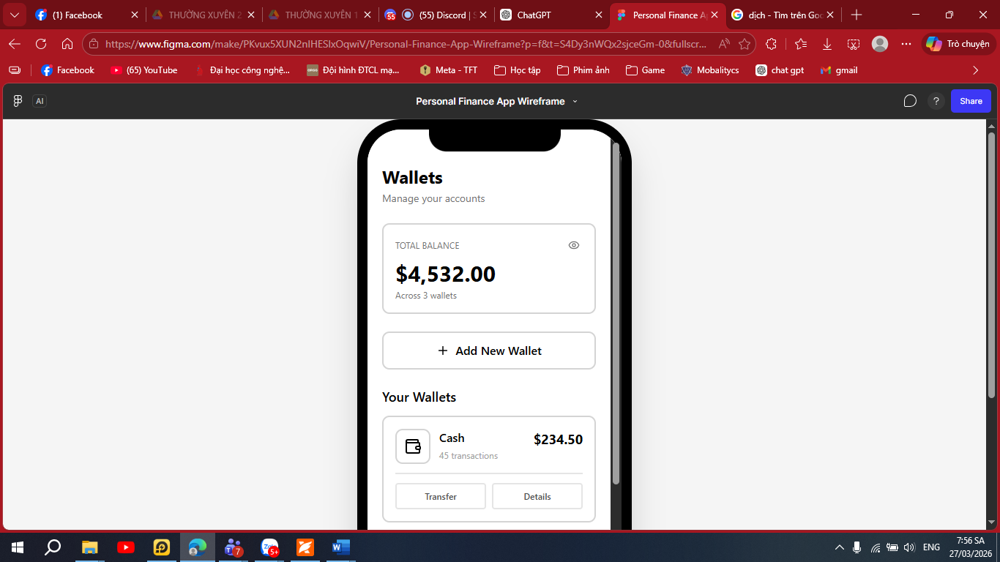 (1) Facebook
THƯỜNG XUYÊN 2
THƯỜNG XUYÊN 1
55
(55) Discord | S
ChatGPT
Personal Finance A
dịch - Tìm trên Goo
https://www.figma.com/make/PKvux5XUN2nIHESlxOqwiV/Personal-Finance-App-Wireframe?p=f&t=S4Dy3nWQx2sjceGm-0&fullscr...
Trò chuyện
Facebook
(65) YouTube
Đại học công nghệ...
Đội hình ĐTCL mạ...
Meta - TFT
Học tập
Phim ảnh
Game
Mobalitycs
chat gpt
gmail
AI
Personal Finance App Wireframe
?
Share
Wallets
Manage your accounts
TOTAL BALANCE
$4,532.00
Across 3 wallets
+ Add New Wallet
Your Wallets
Cash
$234.50
45 transactions
Transfer
Details
7
5+
ENG
7:56 SA
27/03/2026